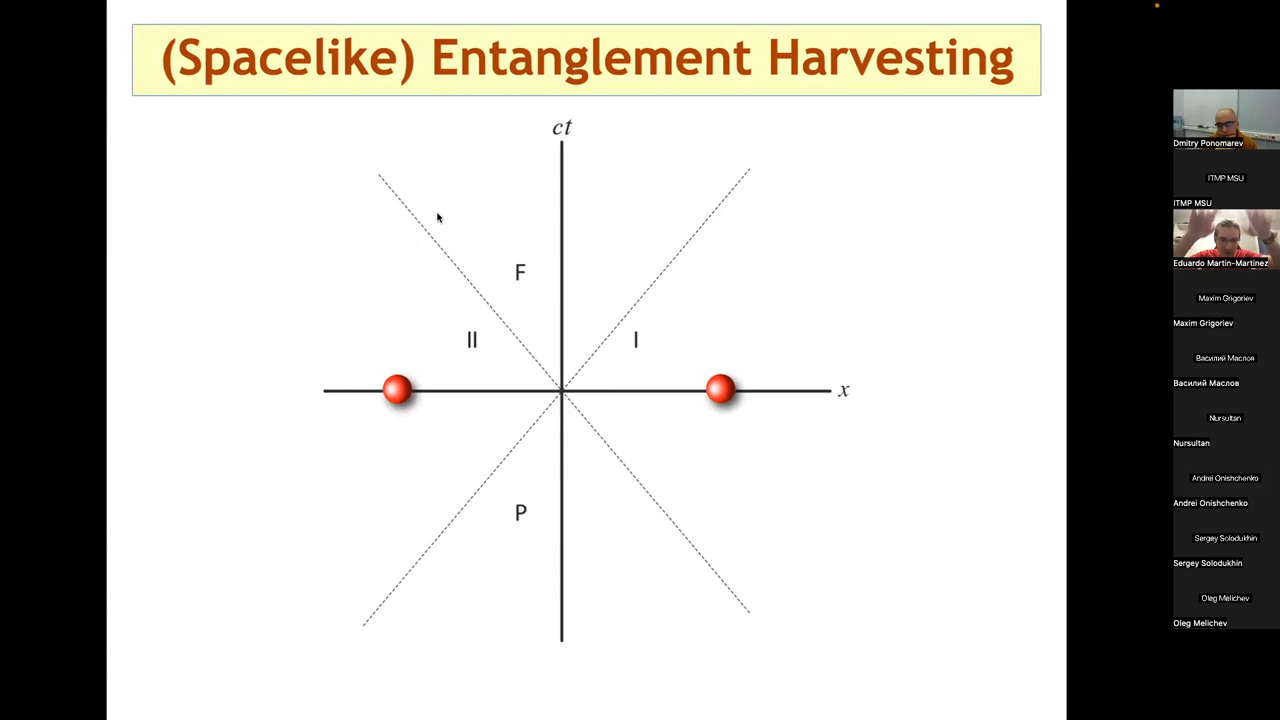 (Spacelike) Entanglement Harvesting
ct
F
II
I
x
P
Dmitry Ponomarev
ITMP MSU
ITMP MSU
Eduardo Martin-Martinez
Maxim Grigoriev
Maxim Grigoriev
Василий Маслов
Василий Маслов
Nursultan
Nursultan
Andrei Onishchenko
Andrei Onishchenko
Sergey Solodukhin
Sergey Solodukhin
Oleg Melichev
Oleg Melichev